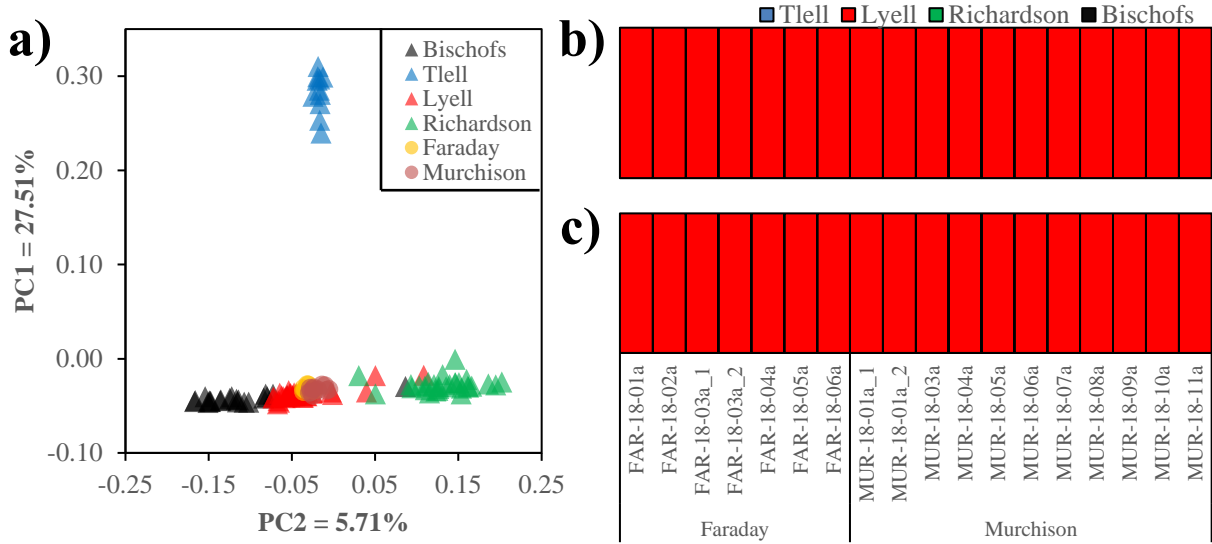 a)
PC1 = 27.51%
0.30
0.20
0.10
0.00
-0.10
-0.25
-0.15
-0.05
0.05
0.15
0.25
PC2 = 5.71%
Bischofs
Tlell
Lyell
Richardson
Faraday
Murchison
Tlell Lyell Richardson Bischofs
b)
c)
FAR-18-01a
FAR-18-02a
FAR-18-03a_1
FAR-18-03a_2
FAR-18-04a
FAR-18-05a
FAR-18-06a
MUR-18-01a_1
MUR-18-01a_2
MUR-18-03a
MUR-18-04a
MUR-18-05a
MUR-18-06a
MUR-18-07a
MUR-18-08a
MUR-18-09a
MUR-18-10a
MUR-18-11a
Faraday
Murchison